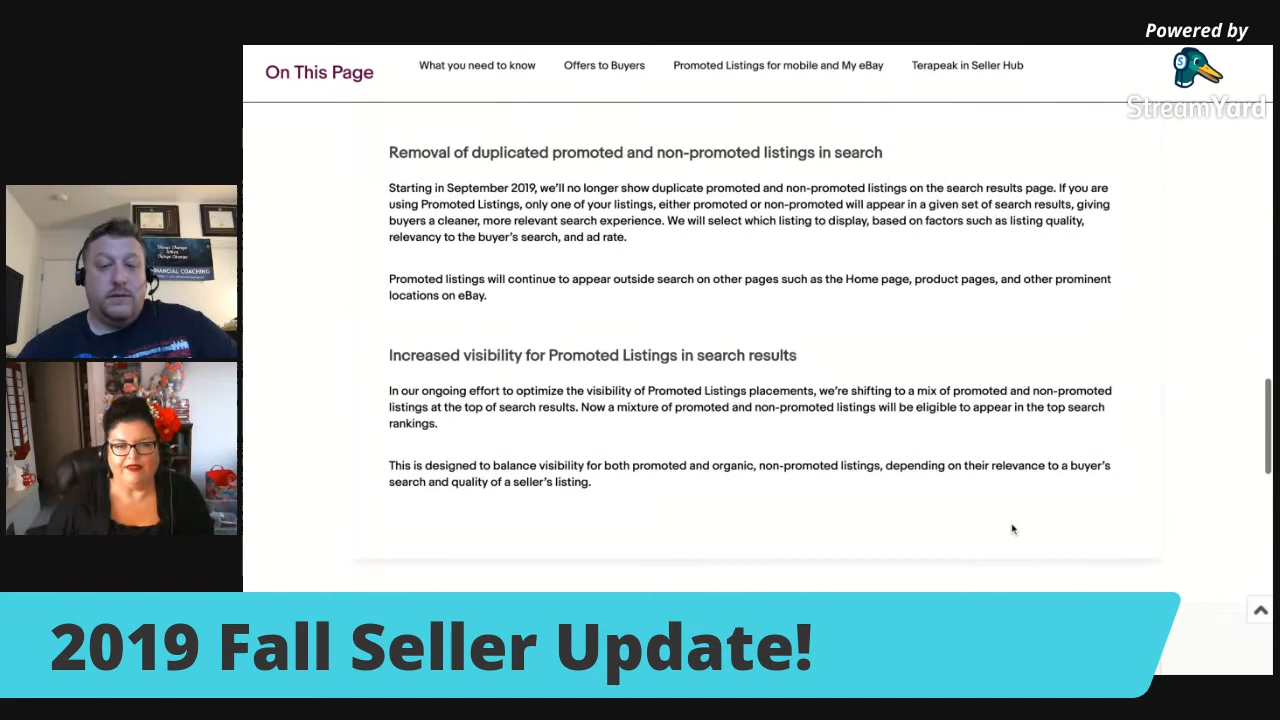 Powered by
StreamYard
On This Page
What you need to know
Offers to Buyers
Promoted Listings for mobile and My eBay
Terapeak in Seller Hub
Removal of duplicated promoted and non-promoted listings in search
Starting in September 2019, we’ll no longer show duplicate promoted and non-promoted listings on the search results page. If you are
using Promoted Listings, only one of your listings, either promoted or non-promoted will appear in a given set of search results, giving
buyers a cleaner, more relevant search experience. We will select which listing to display, based on factors such as listing quality,
relevancy to the buyer’s search, and ad rate.
Promoted listings will continue to appear outside search on other pages such as the Home page, product pages, and other prominent
locations on eBay.
Increased visibility for Promoted Listings in search results
In our ongoing effort to optimize the visibility of Promoted Listings placements, we’re shifting to a mix of promoted and non-promoted
listings at the top of search results. Now a mixture of promoted and non-promoted listings will be eligible to appear in the top search
rankings.
This is designed to balance visibility for both promoted and organic, non-promoted listings, depending on their relevance to a buyer’s
search and quality of a seller’s listing.
Things Change
When
Things Change
FINANCIAL COACHING
2019 Fall Seller Update!